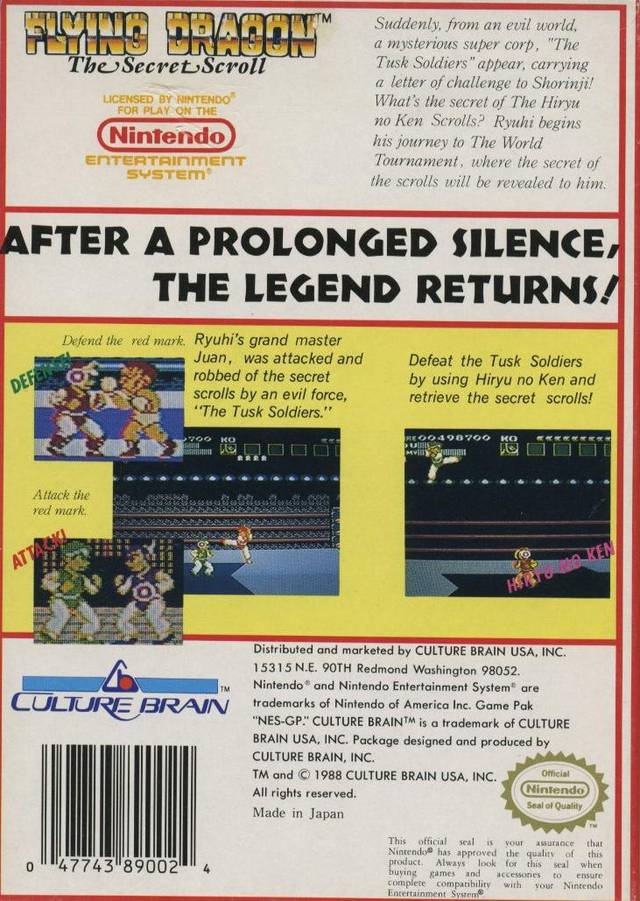 FLYING DRAGON™
The Secret Scroll
LICENSED BY NINTENDO®
FOR PLAY ON THE
Nintendo
ENTERTAINMENT
SYSTEM®
Suddenly, from an evil world,
a mysterious super corp, "The
Tusk Soldiers" appear, carrying
a letter of challenge to Shorinji!
What's the secret of The Hiryu
no Ken Scrolls? Ryuhi begins
his journey to The World
Tournament, where the secret of
the scrolls will be revealed to him.
AFTER A PROLONGED SILENCE,
THE LEGEND RETURNS!
Defend the red mark.
DEFENSE!
Ryuhi's grand master
Juan, was attacked and
robbed of the secret
scrolls by an evil force,
"The Tusk Soldiers."
Defeat the Tusk Soldiers
by using Hiryu no Ken and
retrieve the secret scrolls!
700 KO
RE 00498700 KO
Attack the
red mark.
ATTACK!
HIRYU NO KEN
CULTURE BRAIN™
Distributed and marketed by CULTURE BRAIN USA, INC.
15315 N.E. 90TH Redmond Washington 98052.
Nintendo® and Nintendo Entertainment System® are
trademarks of Nintendo of America Inc. Game Pak
"NES-GP." CULTURE BRAIN™ is a trademark of CULTURE
BRAIN USA, INC. Package designed and produced by
CULTURE BRAIN, INC.
TM and © 1988 CULTURE BRAIN USA, INC.
All rights reserved.
Made in Japan
Official
Nintendo
Seal of Quality
TM
This official seal is your assurance that
Nintendo® has approved the quality of this
product. Always look for this seal when
buying games and accessories to ensure
complete compatibility with your Nintendo
Entertainment System®.
0 47743 89002 4